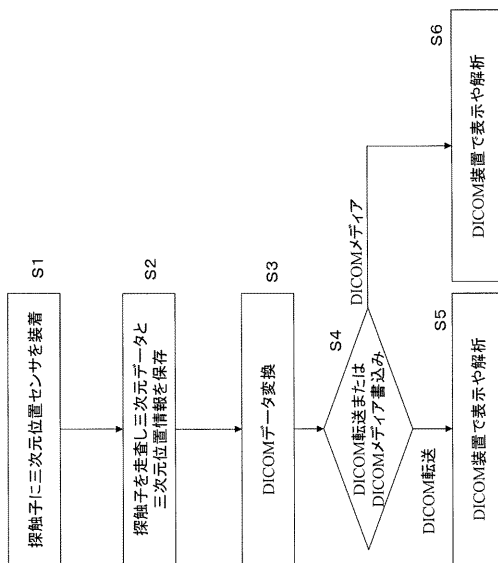 S1
探触子に三次元位置センサを装着
S2
探触子を走査し三次元データと
三次元位置情報を保存
S3
DICOMデータ変換
S4
DICOM転送または
DICOMメディア書込み
DICOMメディア
DICOM転送
S5
DICOM装置で表示や解析
S6
DICOM装置で表示や解析